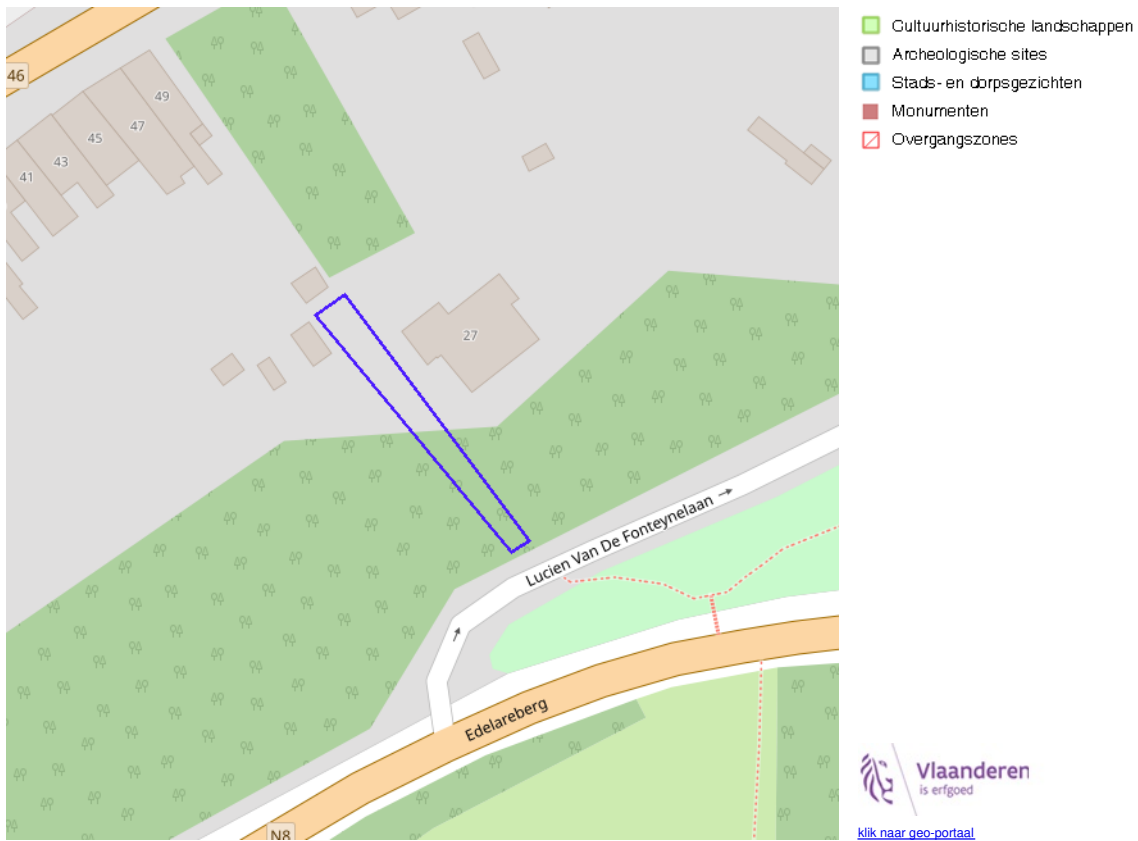 46
49
47
45
43
41
27
Lucien Van De Fonteynelaan
Edelareberg
N8
Cultuurhistorische landschappen
Archeologische sites
Stads- en dorpsgezichten
Monumenten
Overgangszones
Vlaanderen
is erfgoed
klik naar geo-portaal